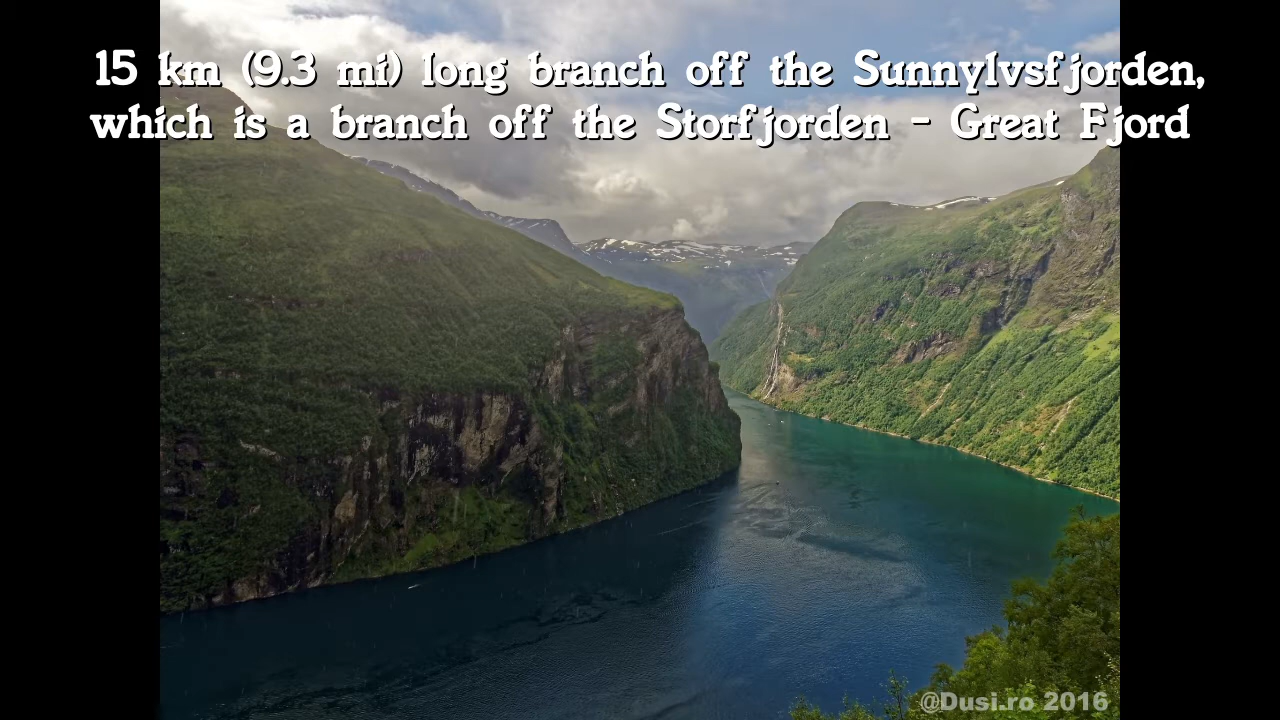 15 km (9.3 mi) long branch off the Sunnylvsfjorden,
which is a branch off the Storfjorden - Great Fjord
@Dusi.ro 2016